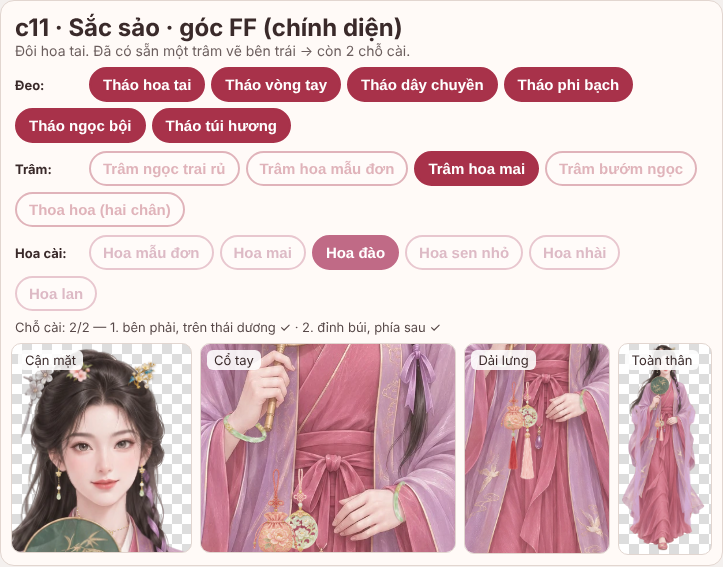 c11 · Sắc sảo · góc FF (chính diện)
Đôi hoa tai. Đã có sẵn một trâm vẽ bên trái → còn 2 chỗ cài.
Đeo: Tháo hoa tai Tháo vòng tay Tháo dây chuyền Tháo phi bạch
Tháo ngọc bội Tháo túi hương
Trâm: Trâm ngọc trai rủ Trâm hoa mẫu đơn Trâm hoa mai Trâm bướm ngọc
Thoa hoa (hai chân)
Hoa cài: Hoa mẫu đơn Hoa mai Hoa đào Hoa sen nhỏ Hoa nhài
Hoa lan
Chỗ cài: 2/2 — 1. bên phải, trên thái dương ✓ · 2. đỉnh búi, phía sau ✓
Cận mặt Cổ tay Dải lưng Toàn thân